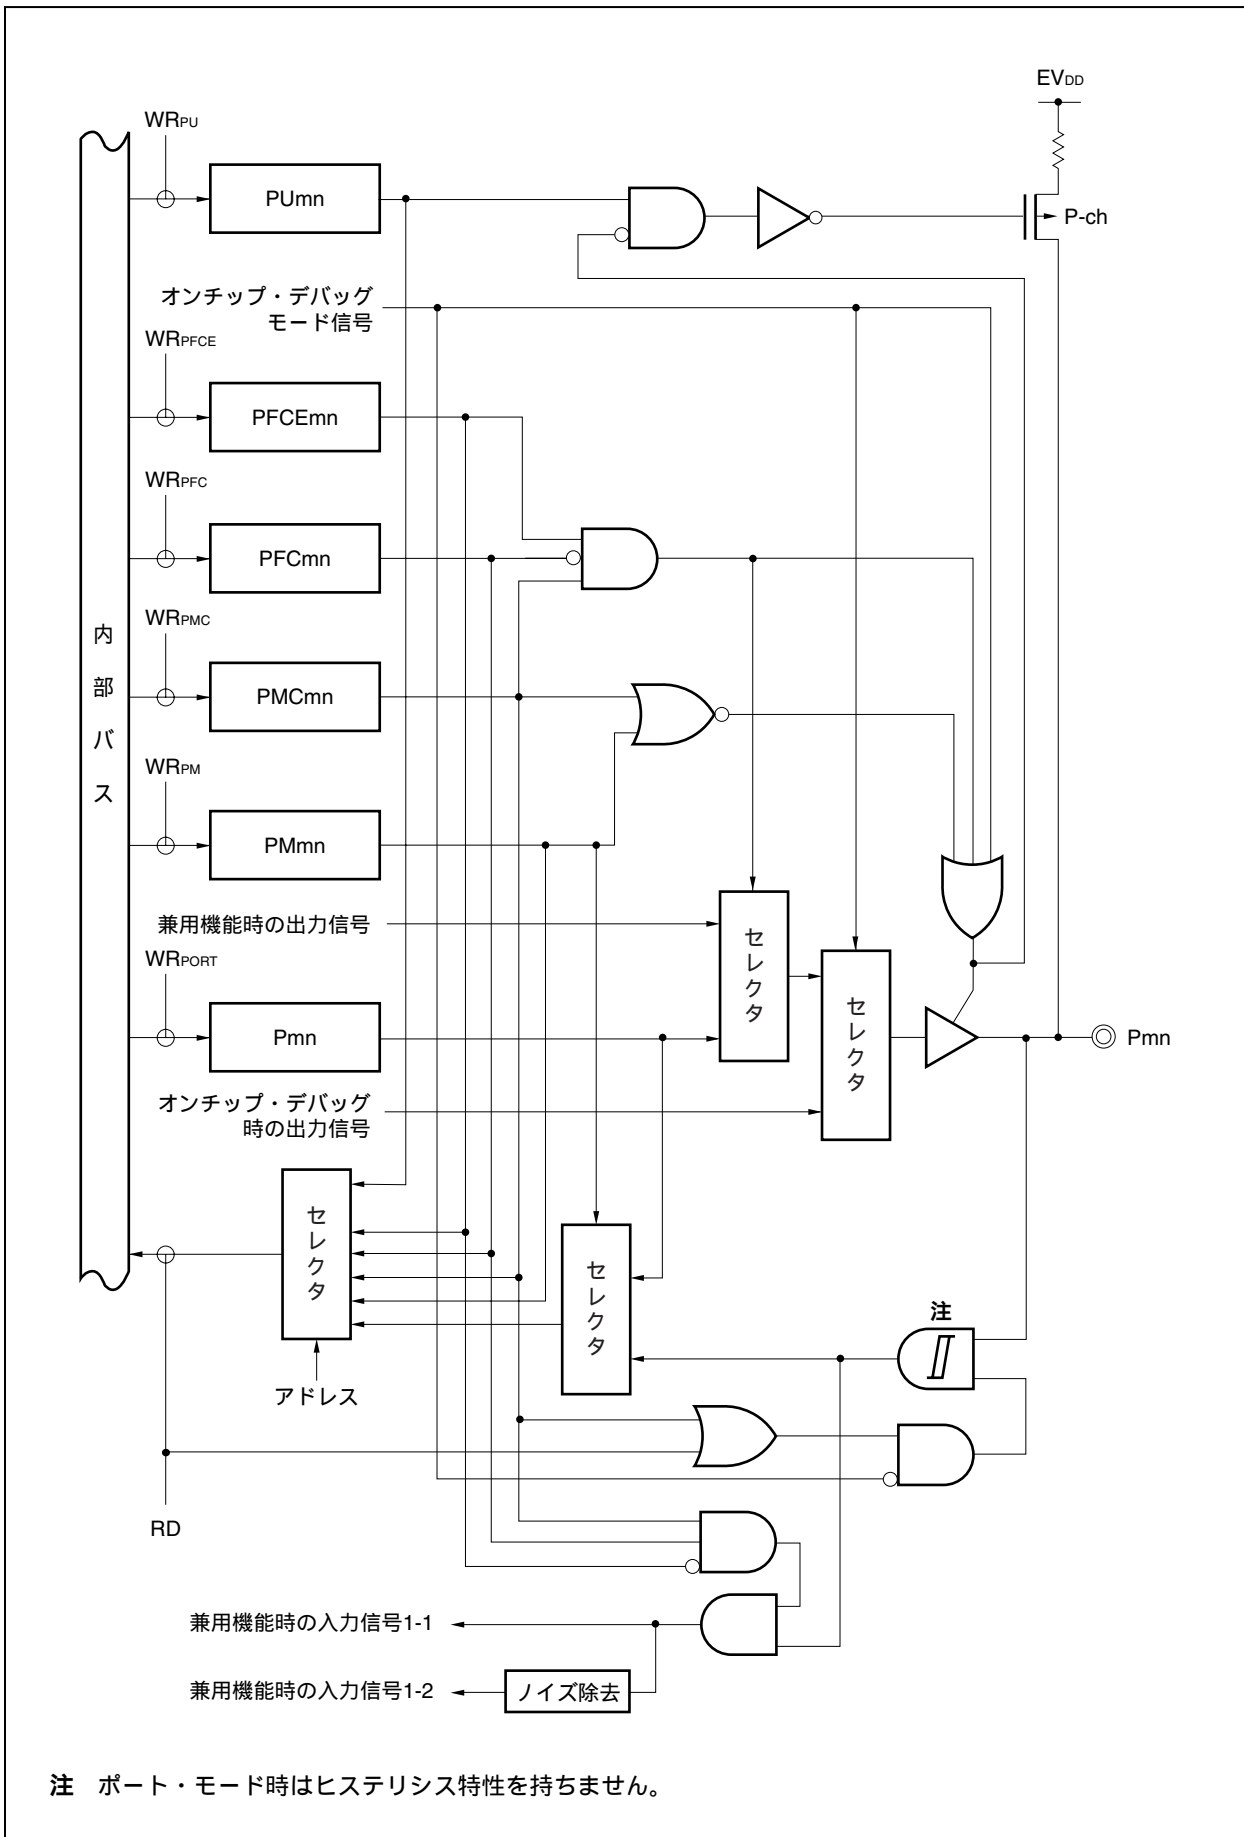 EVDD
WRPU
PUmn
P-ch
オンチップ・デバッグ
モード信号
WRPFCE
PFCEmn
WRPFC
PFCmn
WRPMC
内部バス
PMCmn
WRPM
PMmn
兼用機能時の出力信号
セレクタ
WRPORT
セレクタ
Pmn
Pmn
オンチップ・デバッグ
時の出力信号
セレクタ
セレクタ
注
アドレス
RD
兼用機能時の入力信号1-1
兼用機能時の入力信号1-2
ノイズ除去
注 ポート・モード時はヒステリシス特性を持ちません。